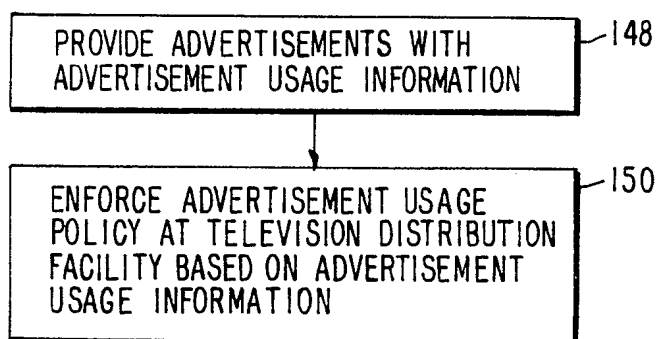 PROVIDE ADVERTISEMENTS WITH
ADVERTISEMENT USAGE INFORMATION
148
ENFORCE ADVERTISEMENT USAGE
POLICY AT TELEVISION DISTRIBUTION
FACILITY BASED ON ADVERTISEMENT
USAGE INFORMATION
150